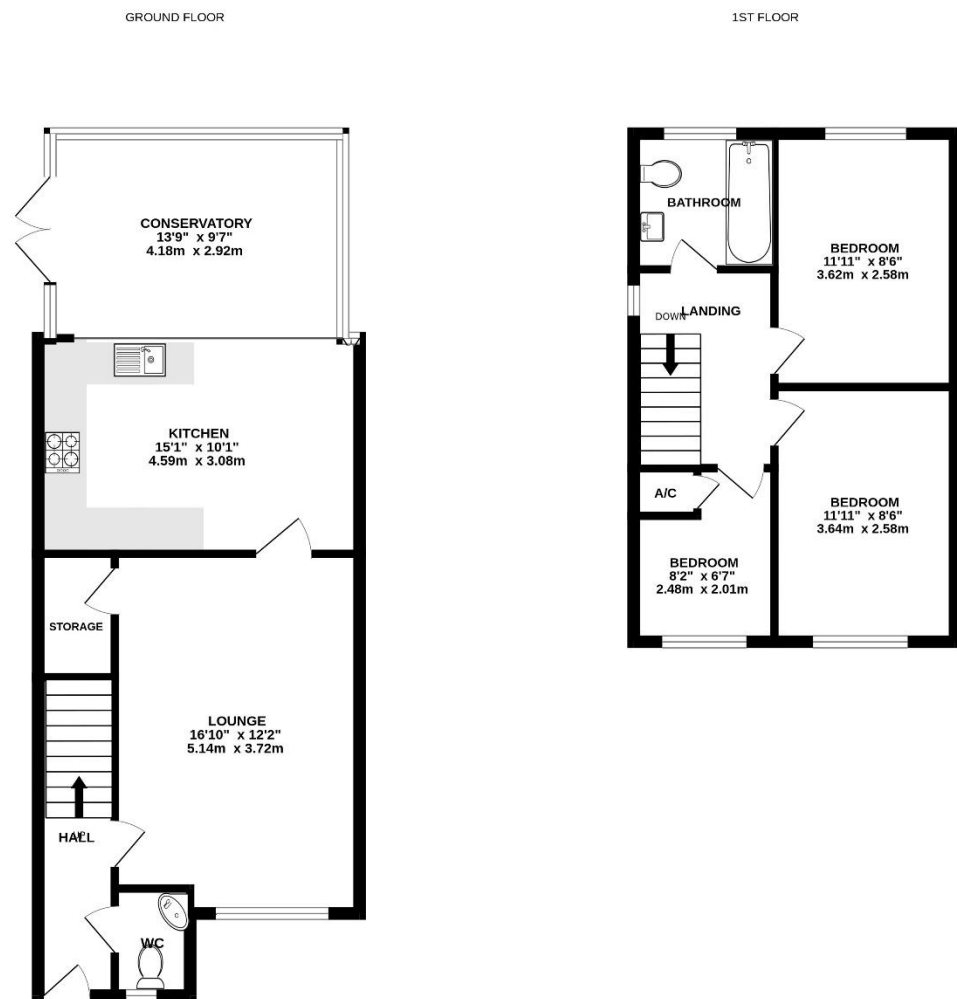 GROUND FLOOR
CONSERVATORY
13'9" x 9'7"
4.18m x 2.92m
KITCHEN
15'1" x 10'1"
4.59m x 3.08m
STORAGE
LOUNGE
16'10" x 12'2"
5.14m x 3.72m
UP
HALL
WC
1ST FLOOR
BATHROOM
BEDROOM
11'11" x 8'6"
3.62m x 2.58m
LANDING
DOWN
A/C
BEDROOM
11'11" x 8'6"
3.64m x 2.58m
BEDROOM
8'2" x 6'7"
2.48m x 2.01m